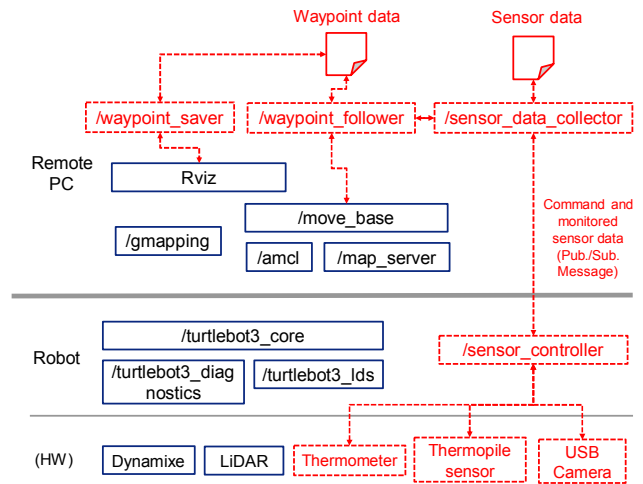 Waypoint data
Sensor data
/waypoint_saver
/waypoint_follower
/sensor_data_collector
Remote
PC
Rviz
/move_base
/gmapping
/amcl
/map_server
Command and
monitored
sensor data
(Pub./Sub.
Message)
Robot
/turtlebot3_core
/turtlebot3_diag
nostics
/turtlebot3_lds
/sensor_controller
(HW)
Dynamixe
LiDAR
Thermometer
Thermopile
sensor
USB
Camera